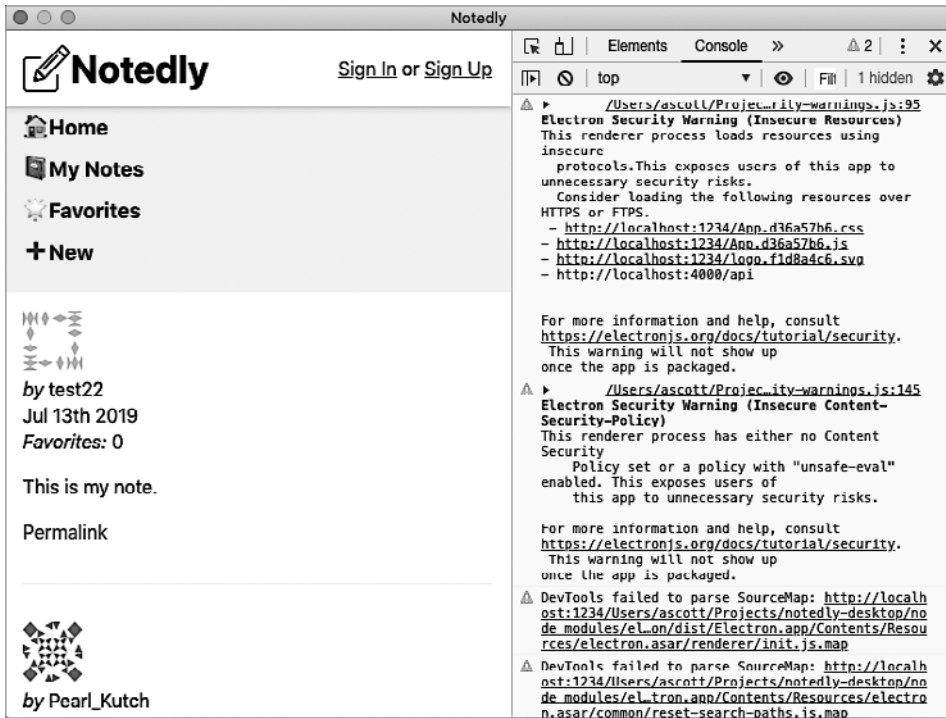 Notedly
Notedly
Sign In or Sign Up
Home
My Notes
Favorites
New
by test22
Jul 13th 2019
Favorites: 0
This is my note.
Permalink
by Pearl_Kutch
Elements Console » 2
top Filt 1 hidden
/Users/ascott/Projec…rity-warnings.js:95
Electron Security Warning (Insecure Resources)
This renderer process loads resources using
insecure
protocols.This exposes users of this app to
unnecessary security risks.
Consider loading the following resources over
HTTPS or FTPS.
- http://localhost:1234/App.d36a57b6.css
- http://localhost:1234/App.d36a57b6.js
- http://localhost:1234/logo.f1d8a4c6.svg
- http://localhost:4000/api
For more information and help, consult
https://electronjs.org/docs/tutorial/security.
This warning will not show up
once the app is packaged.
/Users/ascott/Projec…ity-warnings.js:145
Electron Security Warning (Insecure Content-
Security-Policy)
This renderer process has either no Content
Security
Policy set or a policy with "unsafe-eval"
enabled. This exposes users of
this app to unnecessary security risks.
For more information and help, consult
https://electronjs.org/docs/tutorial/security.
This warning will not show up
once the app is packaged.
DevTools failed to parse SourceMap: http://localh
ost:1234/Users/ascott/Projects/notedly-desktop/no
de_modules/el…on/dist/Electron.app/Contents/Resou
rces/electron.asar/renderer/init.js.map
DevTools failed to parse SourceMap: http://localh
ost:1234/Users/ascott/Projects/notedly-desktop/no
de_modules/el…tron.app/Contents/Resources/electro
n.asar/common/reset-search-paths.js.map